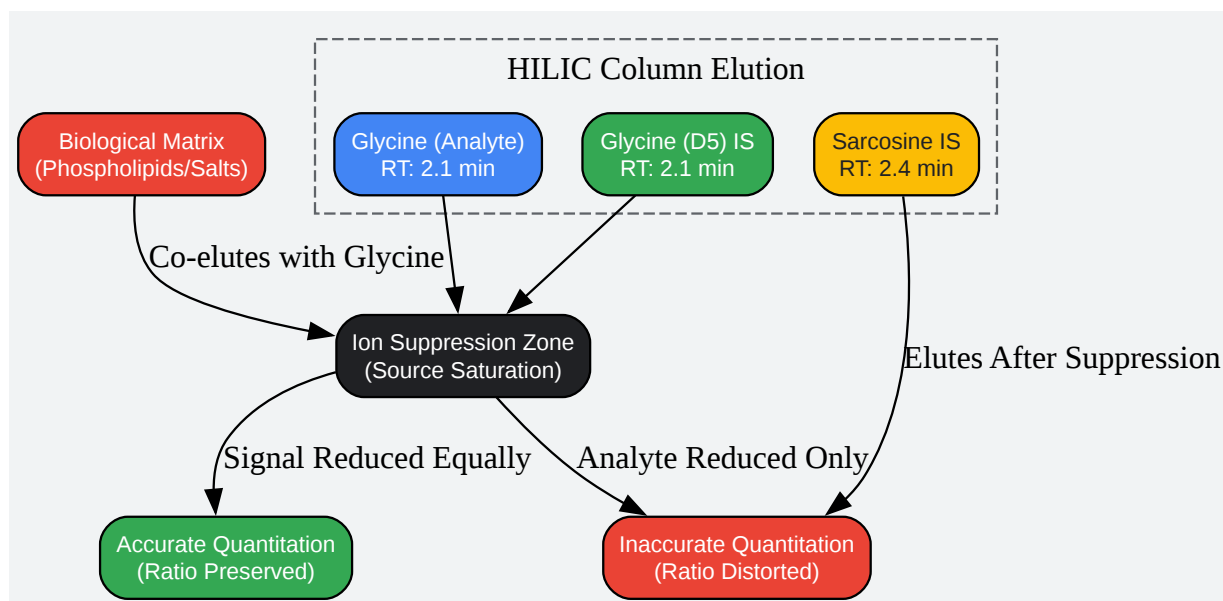 HILIC Column Elution
Biological Matrix
(Phospholipids/Salts)
Glycine (Analyte)
RT: 2.1 min
Glycine (D5) IS
RT: 2.1 min
Sarcosine IS
RT: 2.4 min
Co-elutes with Glycine
Ion Suppression Zone
(Source Saturation)
Elutes After Suppression
Signal Reduced Equally
Analyte Reduced Only
Accurate Quantitation
(Ratio Preserved)
Inaccurate Quantitation
(Ratio Distorted)